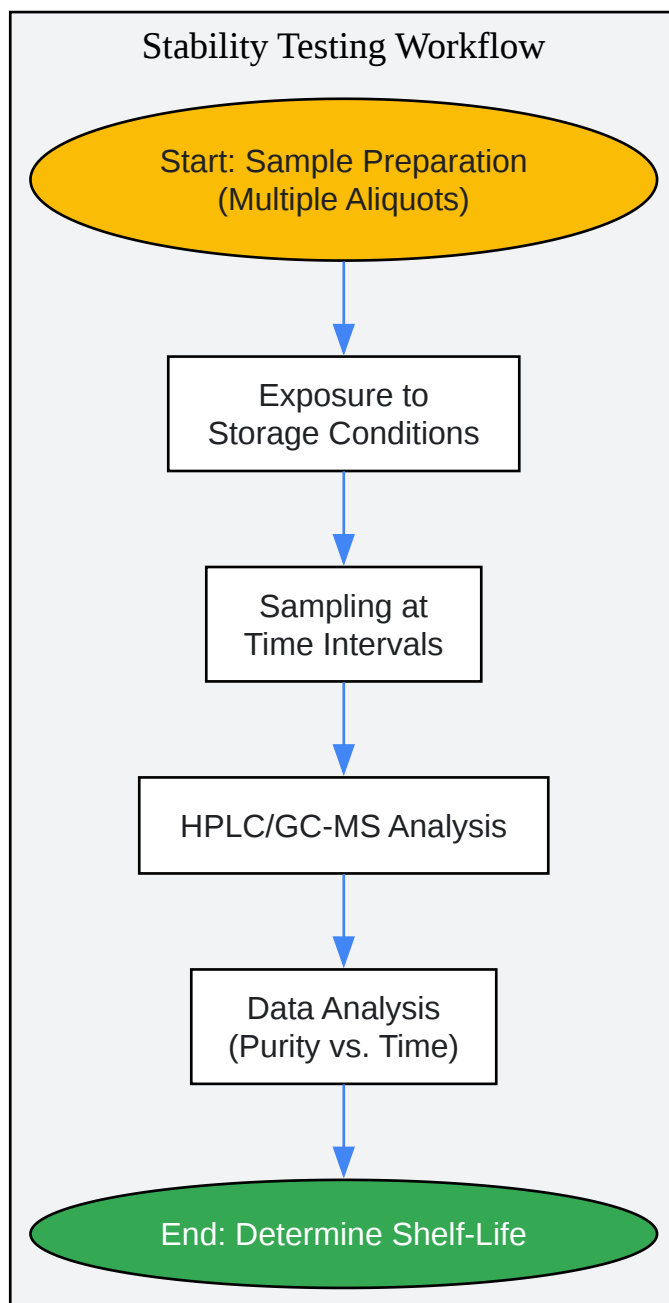 Stability Testing Workflow
Start: Sample Preparation
(Multiple Aliquots)
Exposure to
Storage Conditions
Sampling at
Time Intervals
HPLC/GC-MS Analysis
Data Analysis
(Purity vs. Time)
End: Determine Shelf-Life